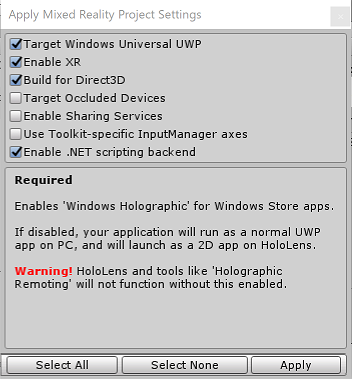 Apply Mixed Reality Project Settings
Target Windows Universal UWP
Enable XR
Build for Direct3D
Target Occluded Devices
Enable Sharing Services
Use Toolkit-specific InputManager axes
Enable .NET scripting backend
Required
Enables 'Windows Holographic' for Windows Store apps.
If disabled, your application will run as a normal UWP
app on PC, and will launch as a 2D app on HoloLens.
Warning! HoloLens and tools like 'Holographic
Remoting' will not function without this enabled.
Select All Select None Apply